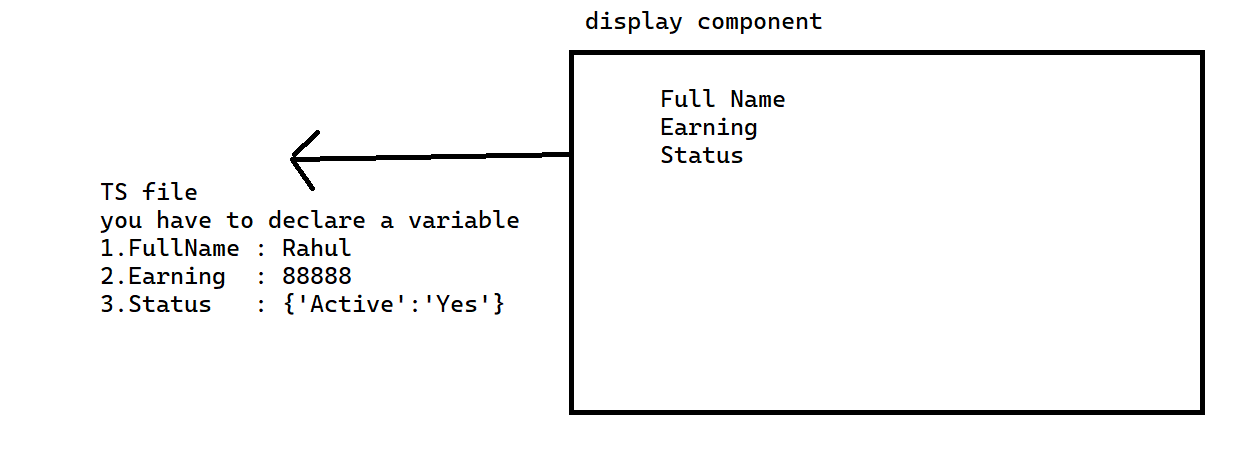 display component
Full Name
Earning
Status
TS file
you have to declare a variable
1.FullName : Rahul
2.Earning  : 88888
3.Status   : {'Active':'Yes'}